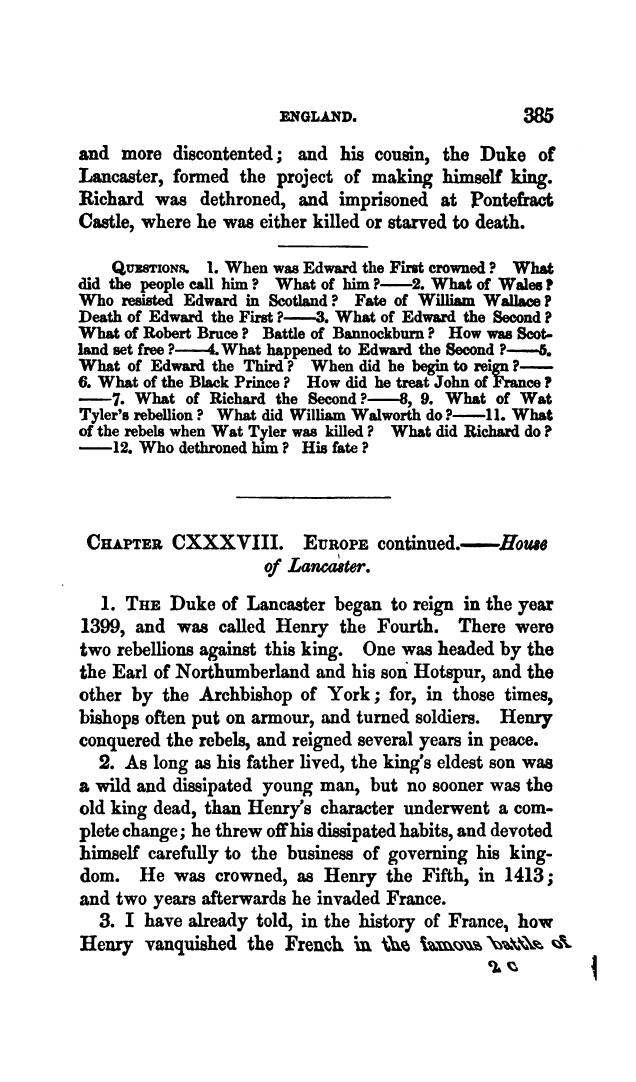 ENGLAND. 385
and more discontented; and his cousin, the Duke of
Lancaster, formed the project of making himself king.
Richard was dethroned, and imprisoned at Pontefract
Castle, where he was either killed or starved to death.
QUESTIONS. 1. When was Edward the First crowned? What
did the people call him? What of him?——2. What of Wales?
Who resisted Edward in Scotland? Fate of William Wallace?
Death of Edward the First?——3. What of Edward the Second?
What of Robert Bruce? Battle of Bannockburn? How was Scot-
land set free?——4. What happened to Edward the Second?——5.
What of Edward the Third? When did he begin to reign?——
6. What of the Black Prince? How did he treat John of France?
——7. What of Richard the Second?——8, 9. What of Wat
Tyler's rebellion? What did William Walworth do?——11. What
of the rebels when Wat Tyler was killed? What did Richard do?
——12. Who dethroned him? His fate?
CHAPTER CXXXVIII. EUROPE continued.——House
of Lancaster.
1. THE Duke of Lancaster began to reign in the year
1399, and was called Henry the Fourth. There were
two rebellions against this king. One was headed by the
the Earl of Northumberland and his son Hotspur, and the
other by the Archbishop of York; for, in those times,
bishops often put on armour, and turned soldiers. Henry
conquered the rebels, and reigned several years in peace.
2. As long as his father lived, the king's eldest son was
a wild and dissipated young man, but no sooner was the
old king dead, than Henry's character underwent a com-
plete change; he threw off his dissipated habits, and devoted
himself carefully to the business of governing his king-
dom. He was crowned, as Henry the Fifth, in 1413;
and two years afterwards he invaded France.
3. I have already told, in the history of France, how
Henry vanquished the French in the famous battle of
2 C